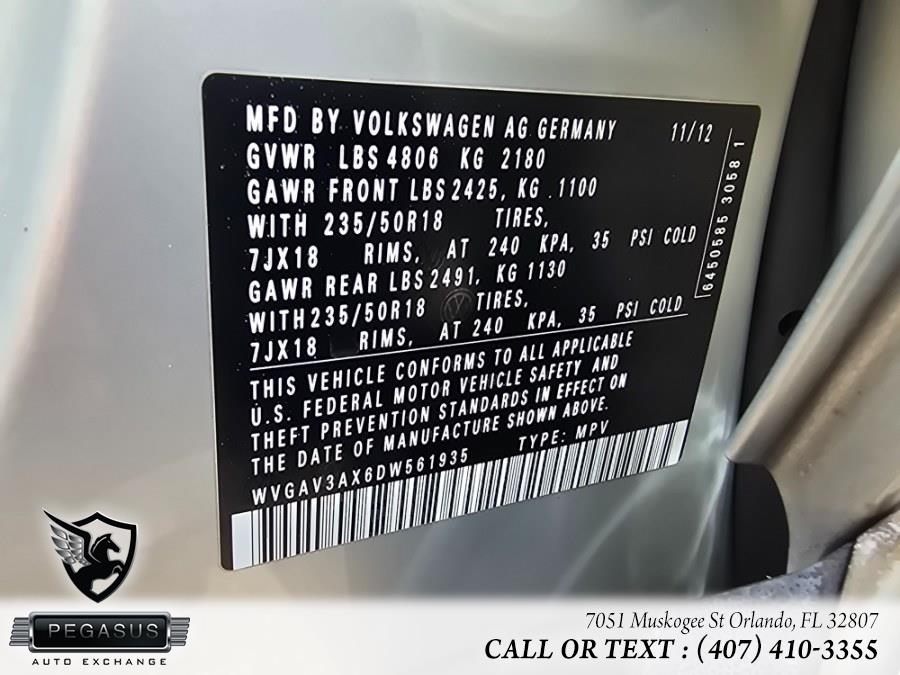 MFD BY VOLKSWAGEN AG GERMANY 11/12
GVWR LBS 4806 KG 2180
GAWR FRONT LBS 2425, KG .1100
WITH 235/50R18 TIRES,
7JX18 RIMS, AT 240 KPA, 35 PSI COLD
GAWR REAR LBS 2491, KG 1130
WITH 235/50R18 TIRES,
7JX18 RIMS, AT 240 KPA, 35 PSI COLD
6450585 3058 1
THIS VEHICLE CONFORMS TO ALL APPLICABLE
U.S. FEDERAL MOTOR VEHICLE SAFETY AND
THEFT PREVENTION STANDARDS IN EFFECT ON
THE DATE OF MANUFACTURE SHOWN ABOVE.
WVGAV3AX6DW561935 TYPE: MPV
PEGASUS
AUTO EXCHANGE
7051 Muskogee St Orlando, FL 32807
CALL OR TEXT : (407) 410-3355